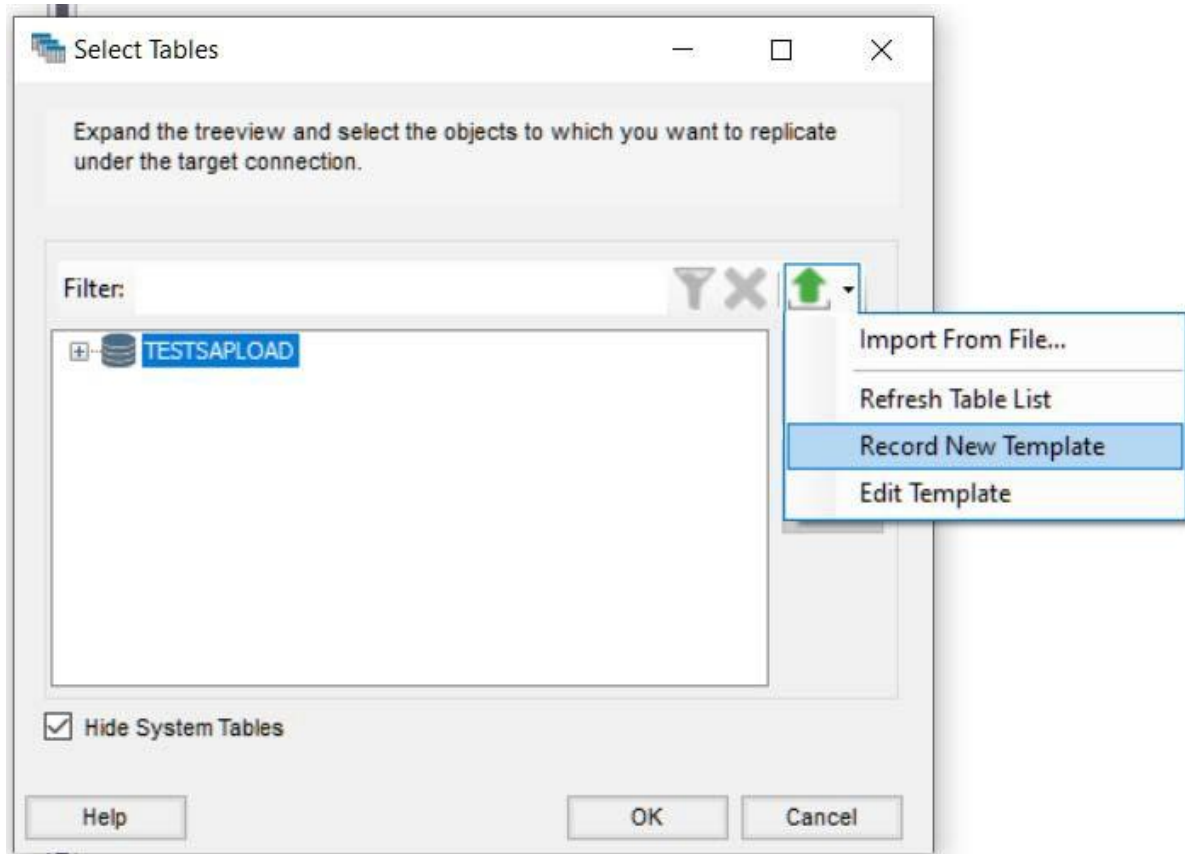 Select Tables
Expand the treeview and select the objects to which you want to replicate
under the target connection.
Filter:
TESTSAPLOAD
Import From File...
Refresh Table List
Record New Template
Edit Template
Hide System Tables
Help
OK
Cancel